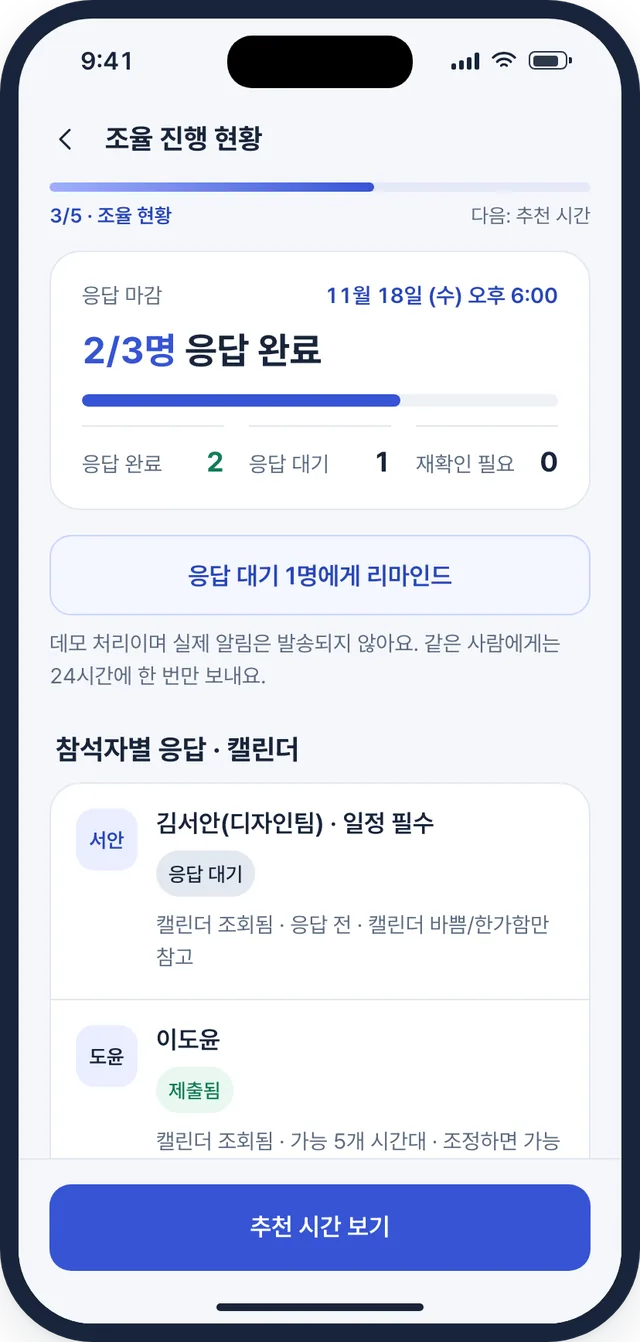 9:41
조율 진행 현황
3/5 · 조율 현황
다음: 추천 시간
응답 마감
11월 18일 (수) 오후 6:00
2/3명 응답 완료
응답 완료 2
응답 대기 1
재확인 필요 0
응답 대기 1명에게 리마인드
데모 처리이며 실제 알림은 발송되지 않아요. 같은 사람에게는
24시간에 한 번만 보내요.
참석자별 응답 · 캘린더
서안
김서안(디자인팀) · 일정 필수
응답 대기
캘린더 조회됨 · 응답 전 · 캘린더 바쁨/한가함만
참고
도윤
이도윤
제출됨
캘린더 조회됨 · 가능 5개 시간대 · 조정하면 가능
추천 시간 보기